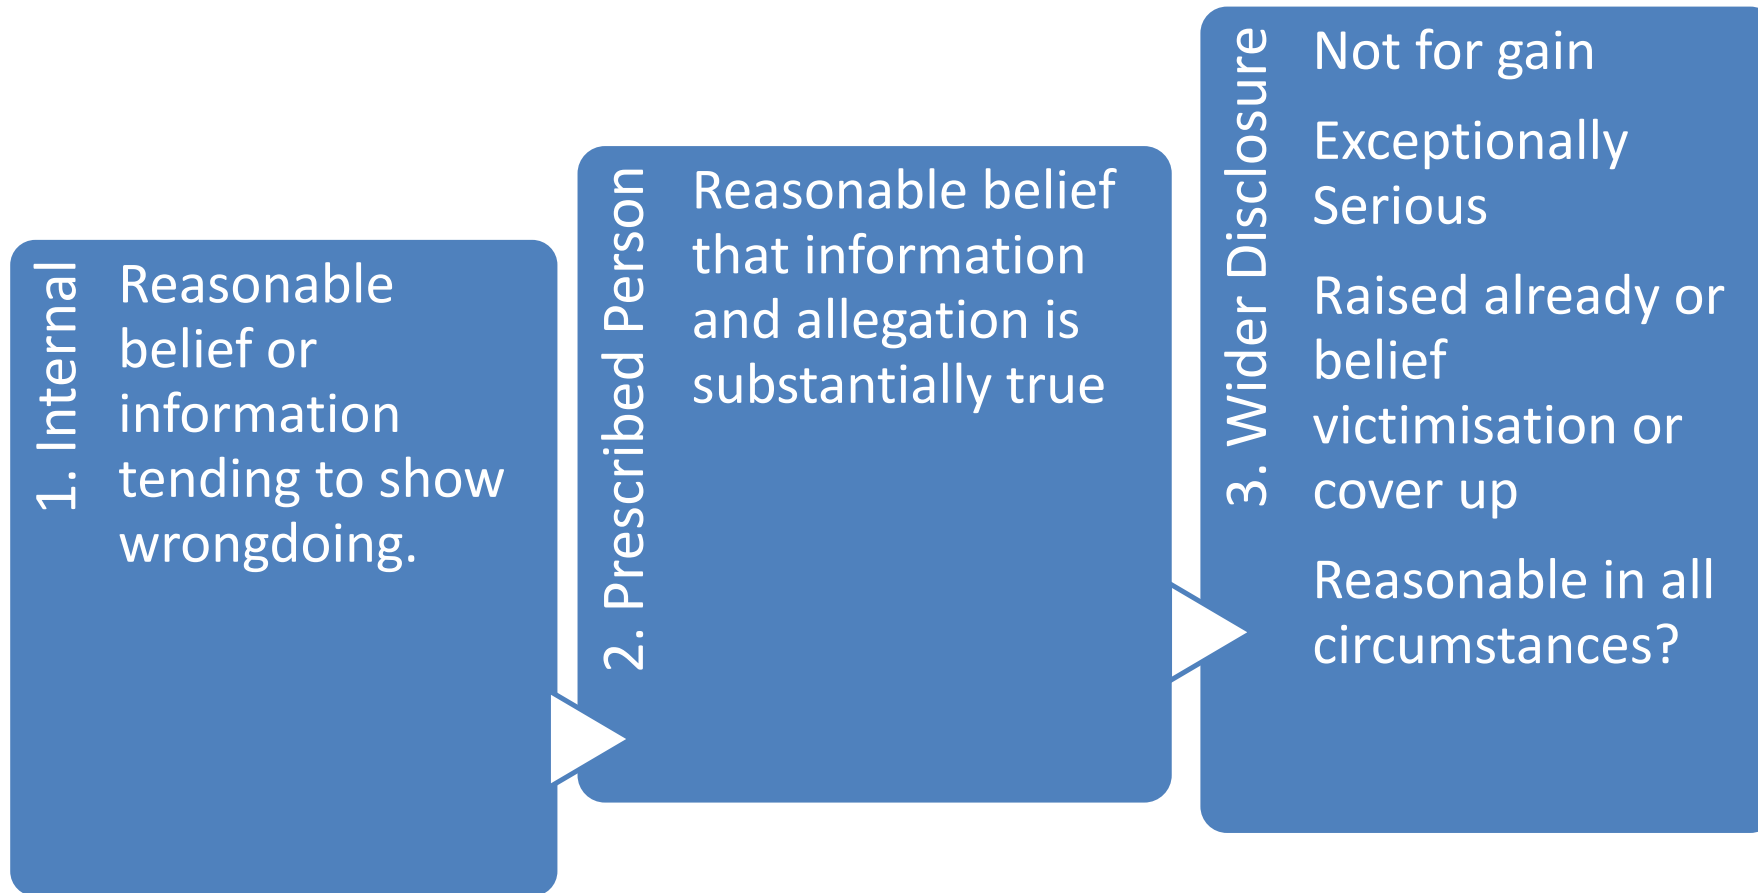 1. Internal
Reasonable
belief or
information
tending to show
wrongdoing.
2. Prescribed Person
Reasonable belief
that information
and allegation is
substantially true
3. Wider Disclosure
Not for gain
Exceptionally
Serious
Raised already or
belief
victimisation or
cover up
Reasonable in all
circumstances?